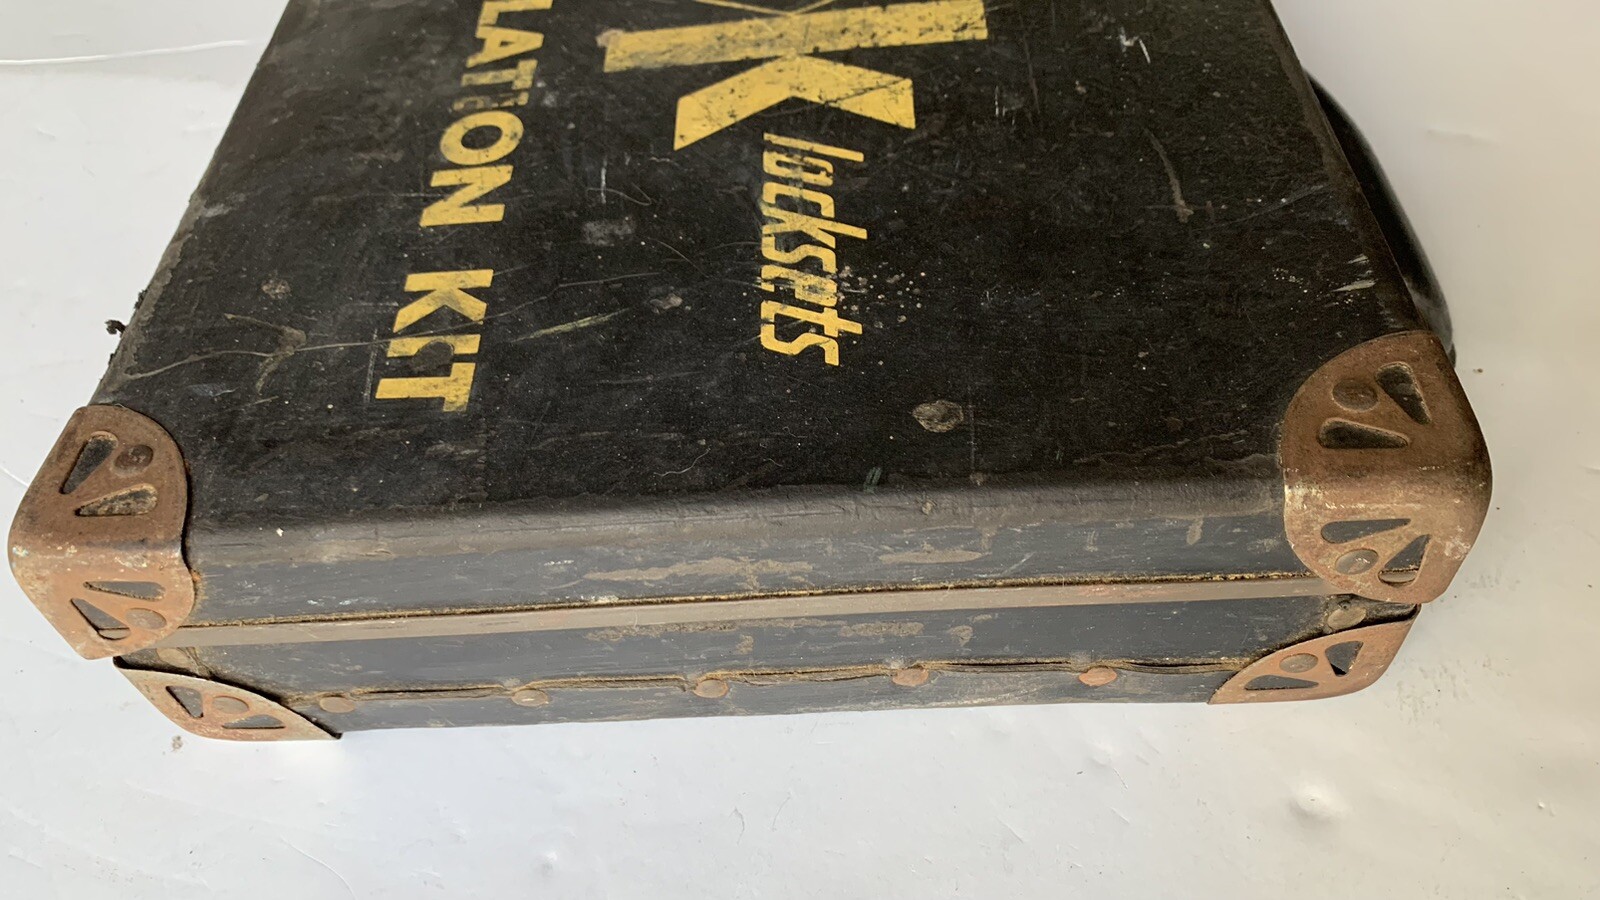 K
locksets
LATION KIT